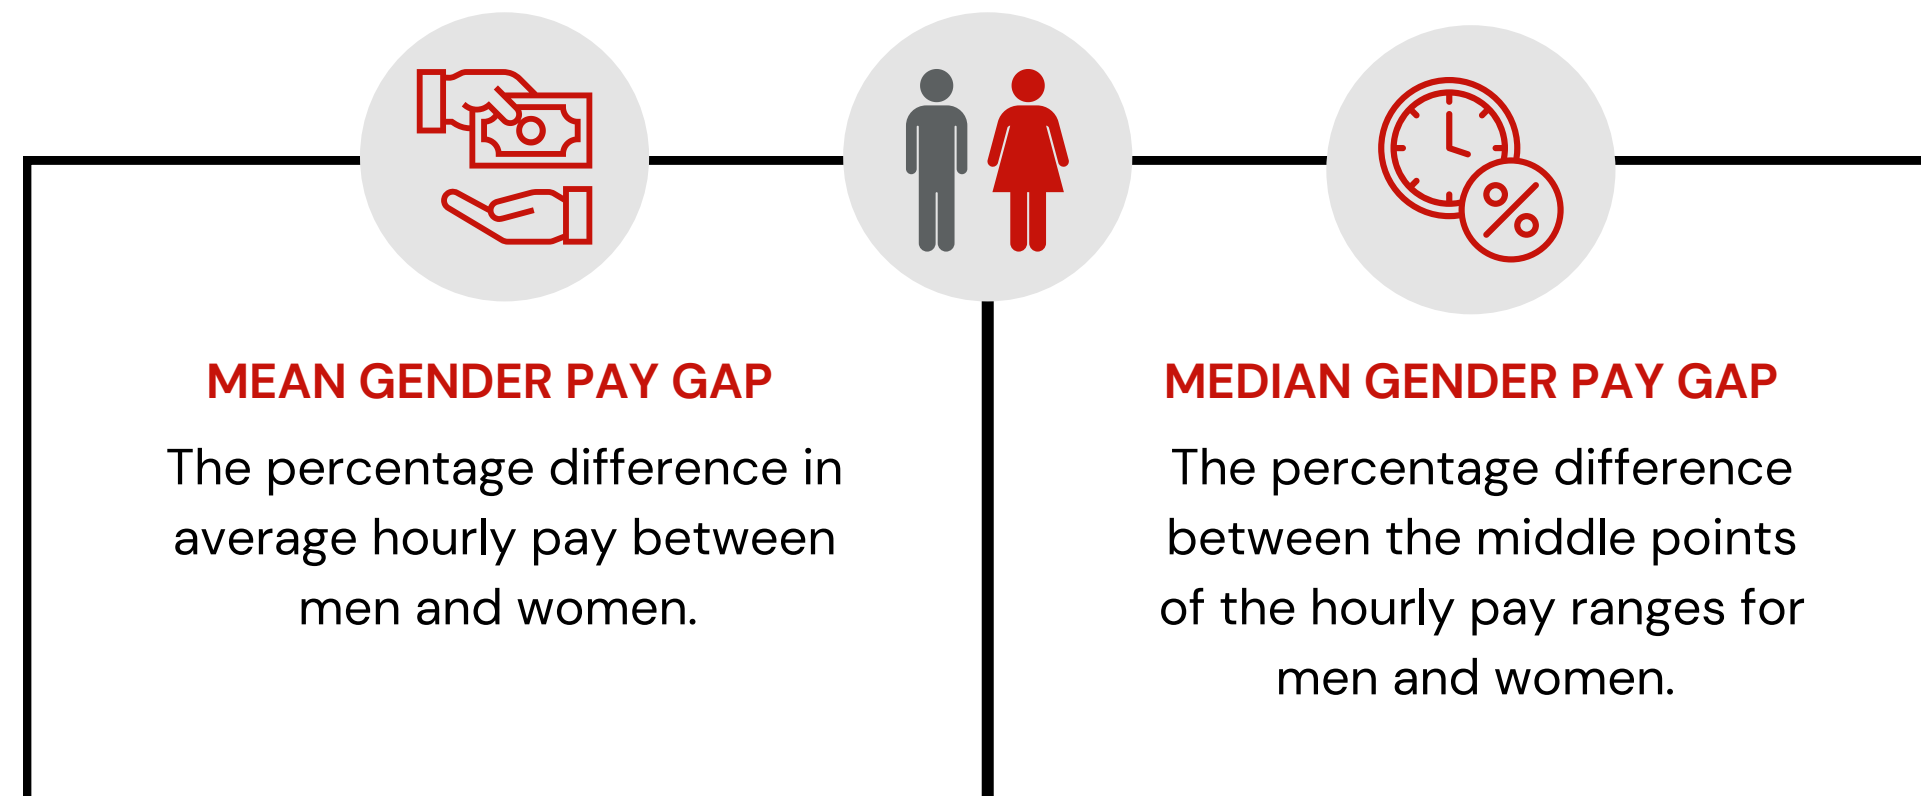 MEAN GENDER PAY GAP
The percentage difference in
average hourly pay between
men and women.
MEDIAN GENDER PAY GAP
The percentage difference
between the middle points
of the hourly pay ranges for
men and women.